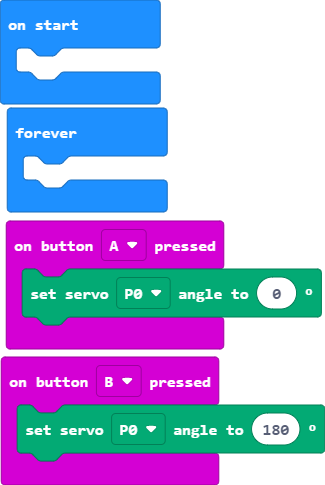 on start
forever
on button A pressed
set servo P0 angle to 0 °
on button B pressed
set servo P0 angle to 180 °